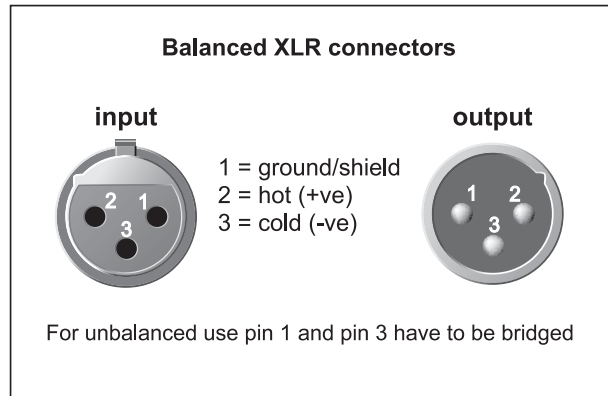 Balanced XLR connectors
input
output
2 1
3
1 = ground/shield
2 = hot (+ve)
3 = cold (-ve)
1 2
3
For unbalanced use pin 1 and pin 3 have to be bridged